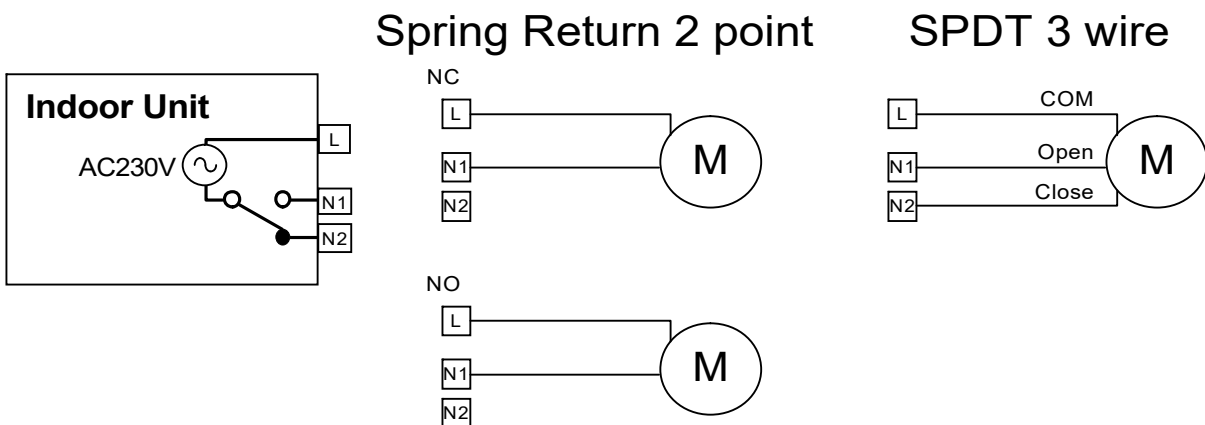 Spring Return 2 point
SPDT 3 wire
Indoor Unit
AC230V
L
N1
N2
NC
L
N1
N2
M
NO
L
N1
N2
M
L
N1
N2
COM
Open
Close
M